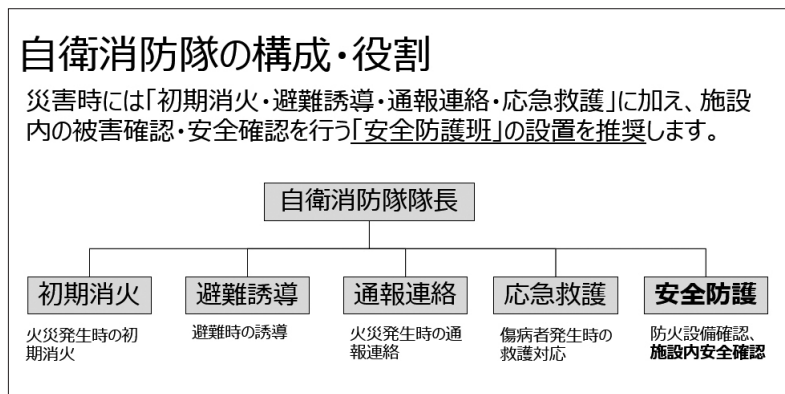 自衛消防隊の構成・役割
災害時には「初期消火・避難誘導・通報連絡・応急救護」に加え、施設
内の被害確認・安全確認を行う「安全防護班」の設置を推奨します。
自衛消防隊隊長
初期消火
避難誘導
通報連絡
応急救護
安全防護
火災発生時の初
期消火
避難時の誘導
火災発生時の通
報連絡
傷病者発生時の
救護対応
防火設備確認、
施設内安全確認